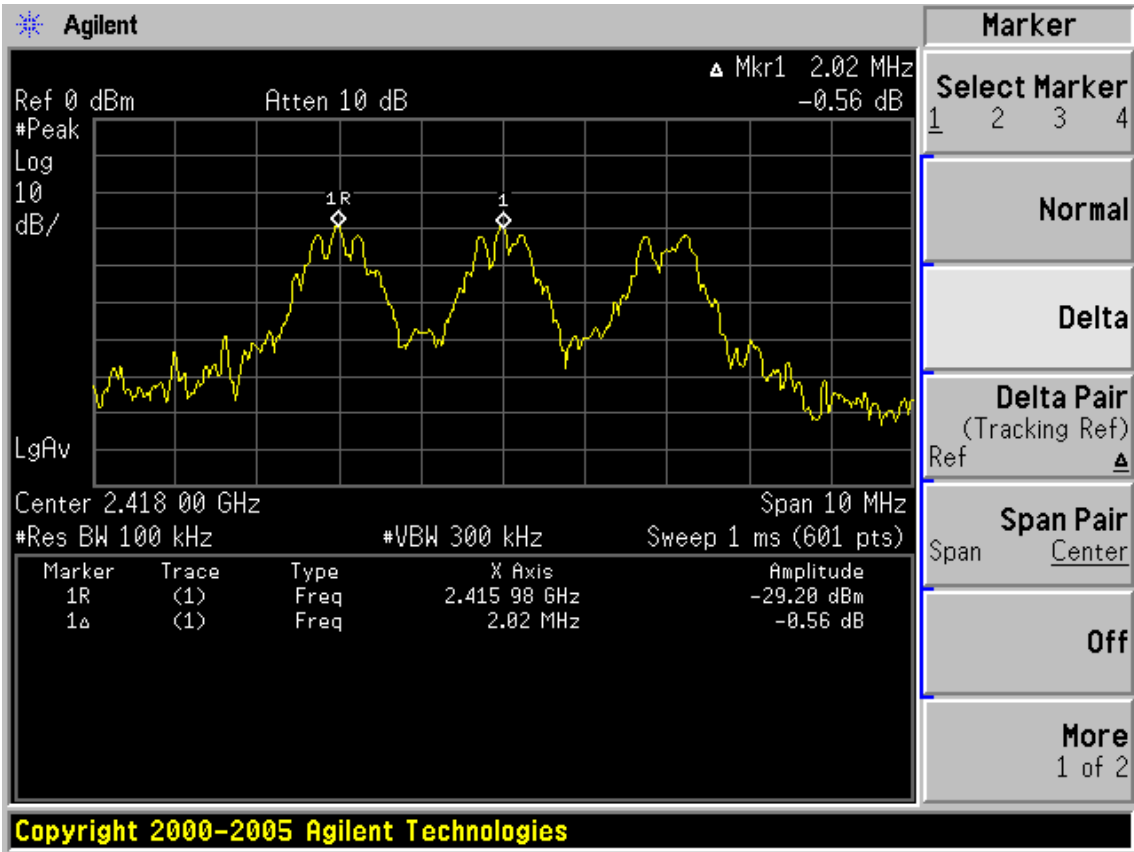 Agilent
Marker
Δ Mkr1 2.02 MHz
Ref 0 dBm Atten 10 dB -0.56 dB
#Peak
Log
10
dB/
1R
1
LgAv
Center 2.418 00 GHz Span 10 MHz
#Res BW 100 kHz #VBW 300 kHz Sweep 1 ms (601 pts)
Marker Trace Type X Axis Amplitude
1R (1) Freq 2.415 98 GHz -29.20 dBm
1Δ (1) Freq 2.02 MHz -0.56 dB
Select Marker
1 2 3 4
Normal
Delta
Delta Pair
(Tracking Ref)
Ref Δ
Span Pair
Span Center
Off
More
1 of 2
Copyright 2000-2005 Agilent Technologies